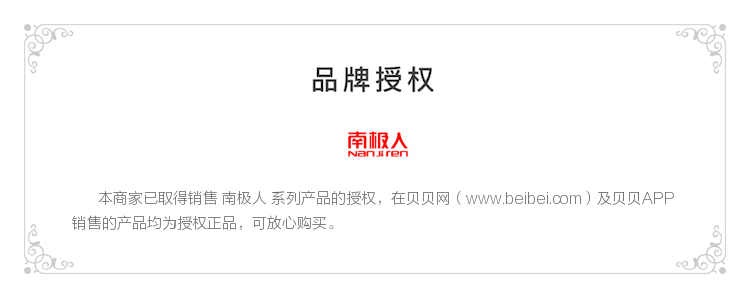 品牌授权
南极人
Nanjiren
本商家已取得销售 南极人 系列产品的授权，在贝贝网（www.beibei.com）及贝贝APP
销售的产品均为授权正品，可放心购买。